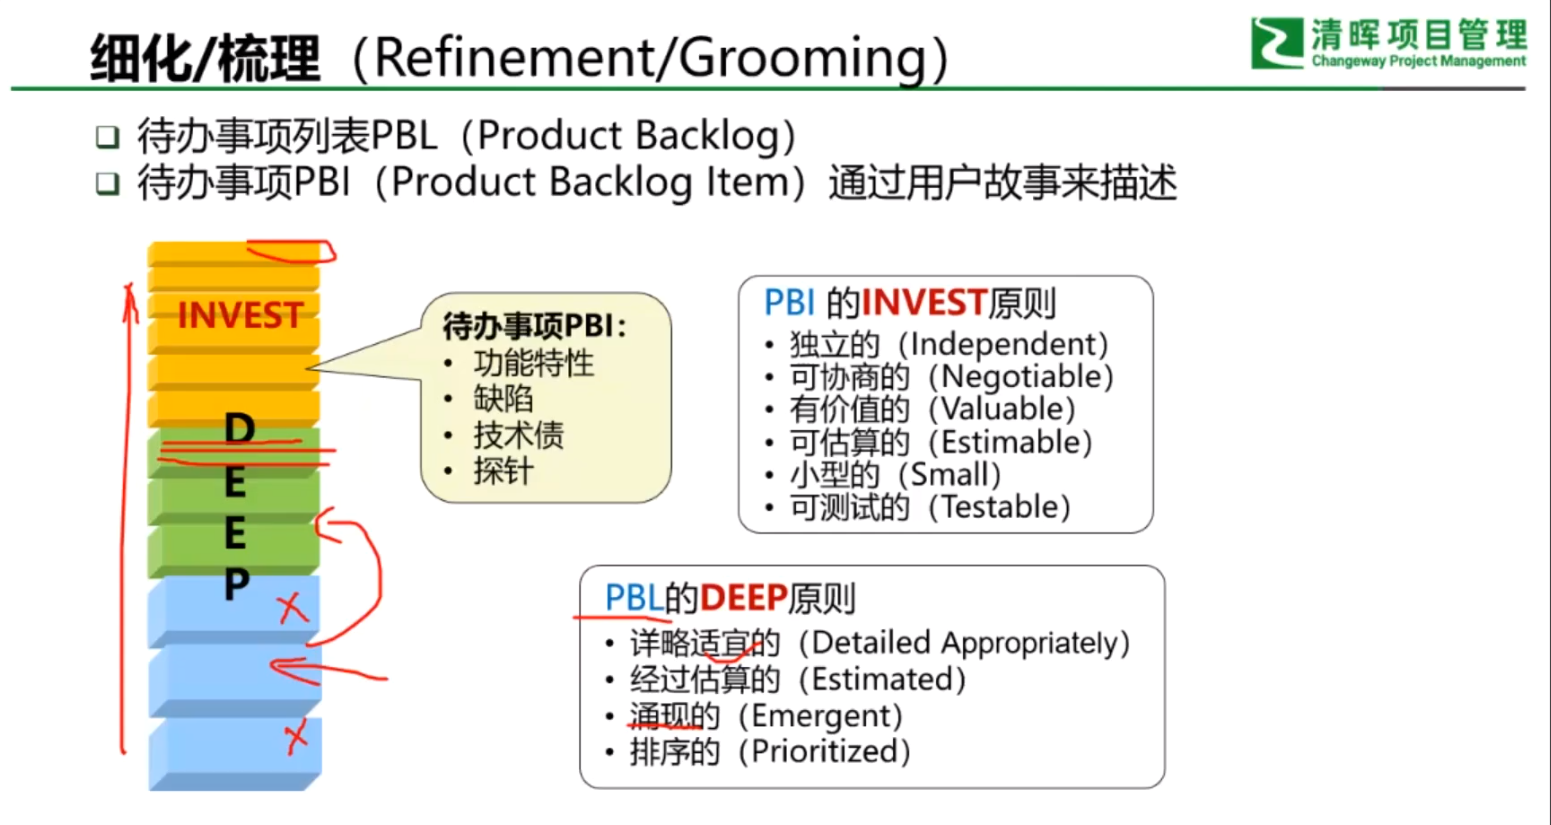 细化/梳理（Refinement/Grooming）
清晖项目管理
Changeway Project Management
待办事项列表PBL（Product Backlog）
待办事项PBI（Product Backlog Item）通过用户故事来描述
INVEST
D
E
E
P
待办事项PBI：
• 功能特性
• 缺陷
• 技术债
• 探针
PBI 的INVEST原则
• 独立的（Independent）
• 可协商的（Negotiable）
• 有价值的（Valuable）
• 可估算的（Estimable）
• 小型的（Small）
• 可测试的（Testable）
PBL的DEEP原则
• 详略适宜的（Detailed Appropriately）
• 经过估算的（Estimated）
• 涌现的（Emergent）
• 排序的（Prioritized）